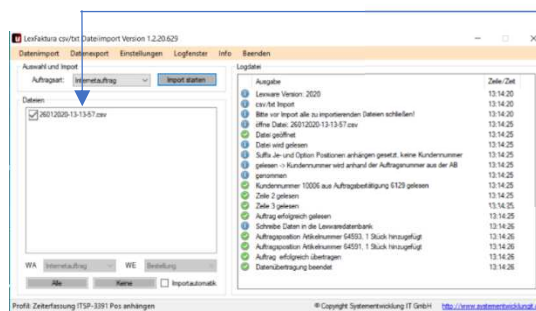 LexFaktura csv/txt Dateiimport Version 1.2.20.629
Datenimport Datenexport Einstellungen Logfenster Info Beenden
Auswahl und Import
Auftragsart: Internetauftrag Import starten
Dateien
26012020-13-13-57.csv
WA Internetauftrag WE Bestellung
Alle Keine Importautomatik
Logdatei
Ausgabe Zeile/Zeit
Lexware Version: 2020 13:14:20
csv/txt Import 13:14:20
Bitte vor Import alle zu importierenden Dateien schließen! 13:14:20
öffne Datei: 26012020-13-13-57.csv 13:14:25
Datei geöffnet 13:14:25
Datei wird gelesen 13:14:25
Suffix Je- und Option Positionen anhängen gesetzt, keine Kundennummer 13:14:25
gelesen -> Kundennummer wird anhand der Auftragsnummer aus der AB 13:14:25
genommen 13:14:25
Kundennummer 10006 aus Auftragsbestätigung 6129 gelesen 13:14:25
Zeile 2 gelesen 13:14:25
Zeile 3 gelesen 13:14:25
Auftrag erfolgreich gelesen 13:14:25
Schreibe Daten in die Lexwaredatenbank 13:14:26
Auftragsposition Artikelnummer 64593, 1 Stück hinzugefügt 13:14:26
Auftragsposition Artikelnummer 64591, 1 Stück hinzugefügt 13:14:26
Auftrag erfolgreich übertragen 13:14:26
Datenübertragung beendet 13:14:26
Profil: Zeiterfassung ITSP-3391 Pos anhängen © Copyright Systementwicklung IT GmbH http://www.systementwicklungit.